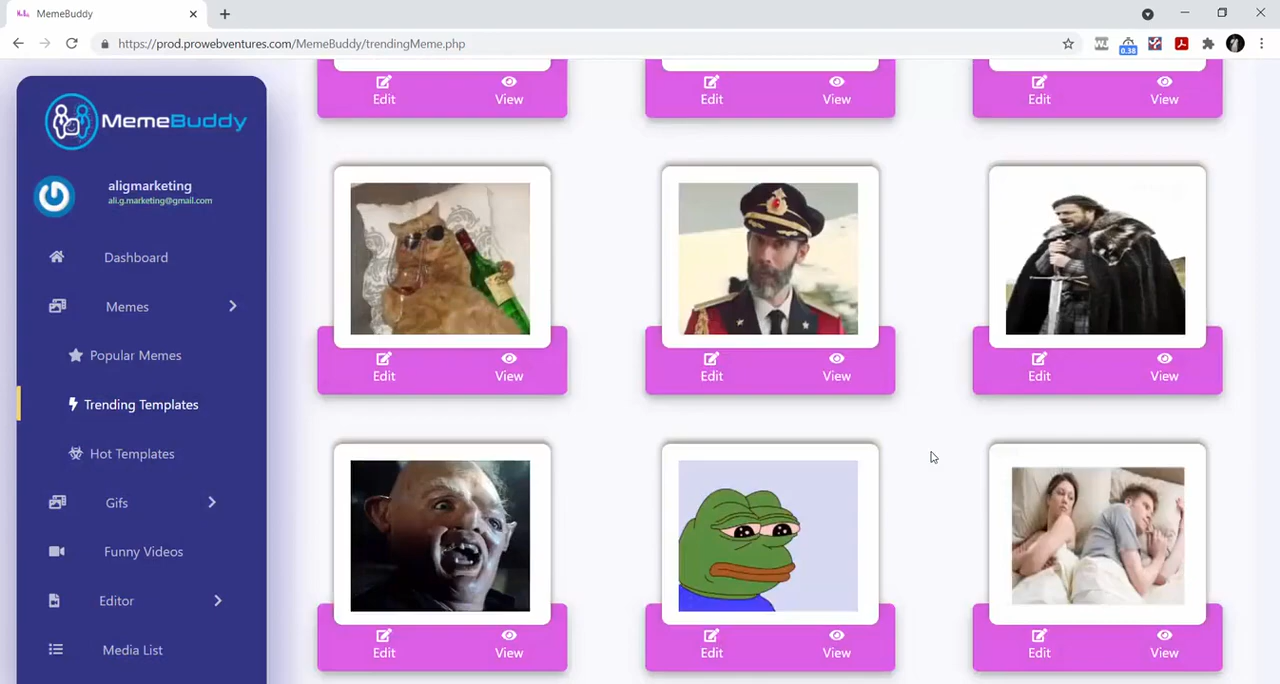 MemeBuddy
https://prod.prowebventures.com/MemeBuddy/trendingMeme.php
0.38
MemeBuddy
aligmarketing
ali.g.marketing@gmail.com
Dashboard
Memes
Popular Memes
Trending Templates
Hot Templates
Gifs
Funny Videos
Editor
Media List
Edit View Edit View Edit View
Edit View Edit View Edit View
Edit View Edit View Edit View